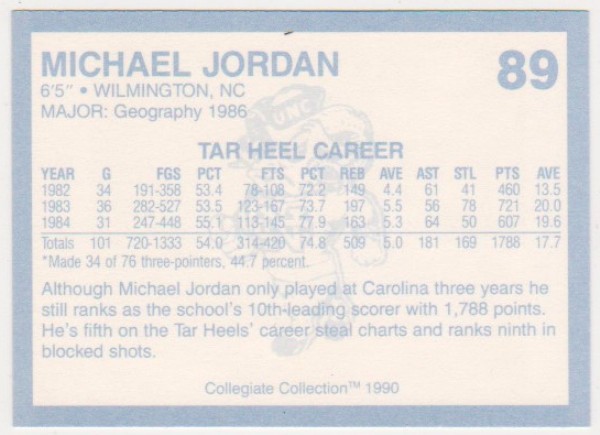 MICHAEL JORDAN 89
6'5" • WILMINGTON, NC
MAJOR: Geography 1986
UNC
TAR HEEL CAREER
YEAR G FGS PCT FTS PCT REB AVE AST STL PTS AVE
1982 34 191-358 53.4 78-108 72.2 149 4.4 61 41 460 13.5
1983 36 282-527 53.5 123-167 73.7 197 5.5 56 78 721 20.0
1984 31 247-448 55.1 113-145 77.9 163 5.3 64 50 607 19.6
Totals 101 720-1333 54.0 314-420 74.8 509 5.0 181 169 1788 17.7
*Made 34 of 76 three-pointers, 44.7 percent.
Although Michael Jordan only played at Carolina three years he
still ranks as the school's 10th-leading scorer with 1,788 points.
He's fifth on the Tar Heels' career steal charts and ranks ninth in
blocked shots.
Collegiate Collection™ 1990